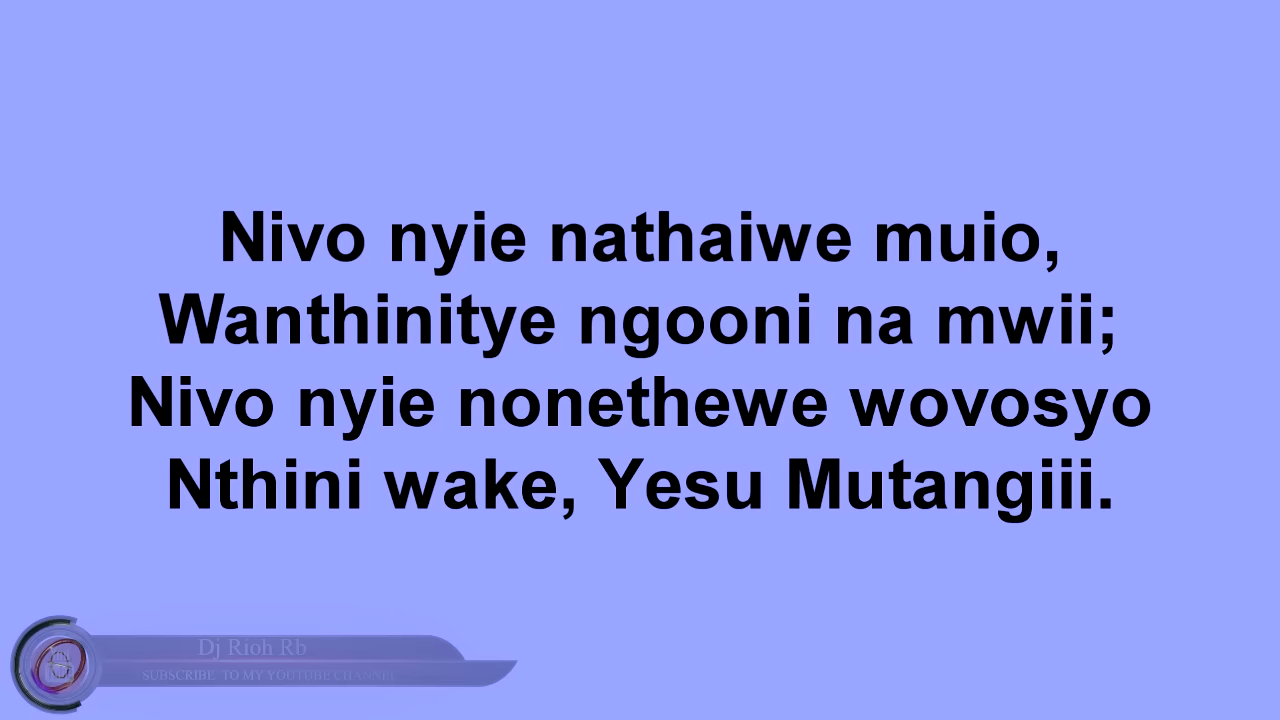 Nivo nyie nathaiwe muio,
Wanthinitye ngooni na mwii;
Nivo nyie nonethewe wovosyo
Nthini wake, Yesu Mutangiii.
Dj Rioh Rb
SUBSCRIBE TO MY YOUTUBE CHANNEL